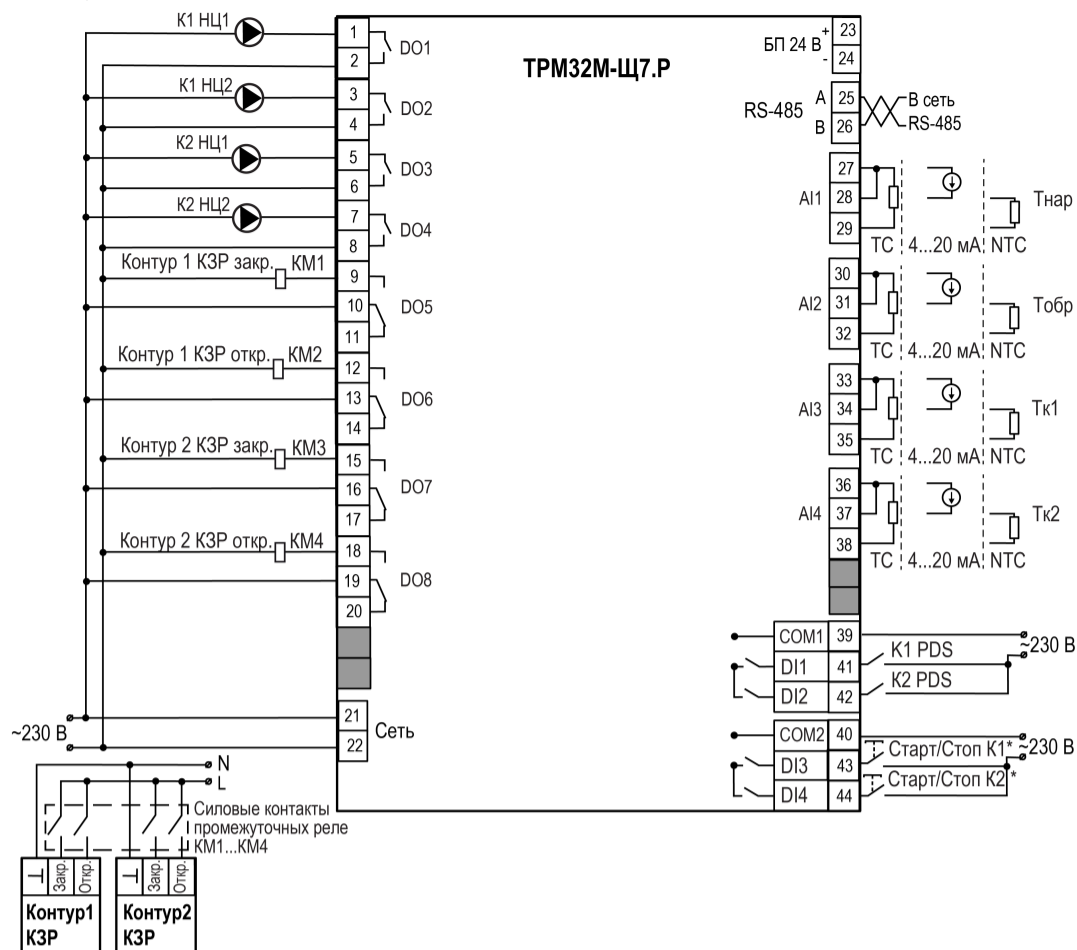 ТРМ32М-Щ7.Р
К1 НЦ1
1
2
DO1
К1 НЦ2
3
4
DO2
К2 НЦ1
5
6
DO3
К2 НЦ2
7
8
DO4
Контур 1 КЗР закр. КМ1
9
10
11
DO5
Контур 1 КЗР откр. КМ2
12
13
14
DO6
Контур 2 КЗР закр. КМ3
15
16
17
DO7
Контур 2 КЗР откр. КМ4
18
19
20
DO8
21
22
Сеть
~230 В
N
L
Силовые контакты
промежуточных реле
КМ1...КМ4
Закр.
Откр.
Контур1
КЗР
Закр.
Откр.
Контур2
КЗР
БП 24 В
+
-
23
24
RS-485
A
B
25
26
В сеть
RS-485
AI1
27
28
29
ТС 4...20 мА NTC
Тнар
AI2
30
31
32
ТС 4...20 мА NTC
Тобр
AI3
33
34
35
ТС 4...20 мА NTC
Тк1
AI4
36
37
38
ТС 4...20 мА NTC
Тк2
COM1 39
~230 В
DI1 41 К1 PDS
DI2 42 К2 PDS
COM2 40
~230 В
DI3 43 Старт/Стоп К1*
DI4 44 Старт/Стоп К2*